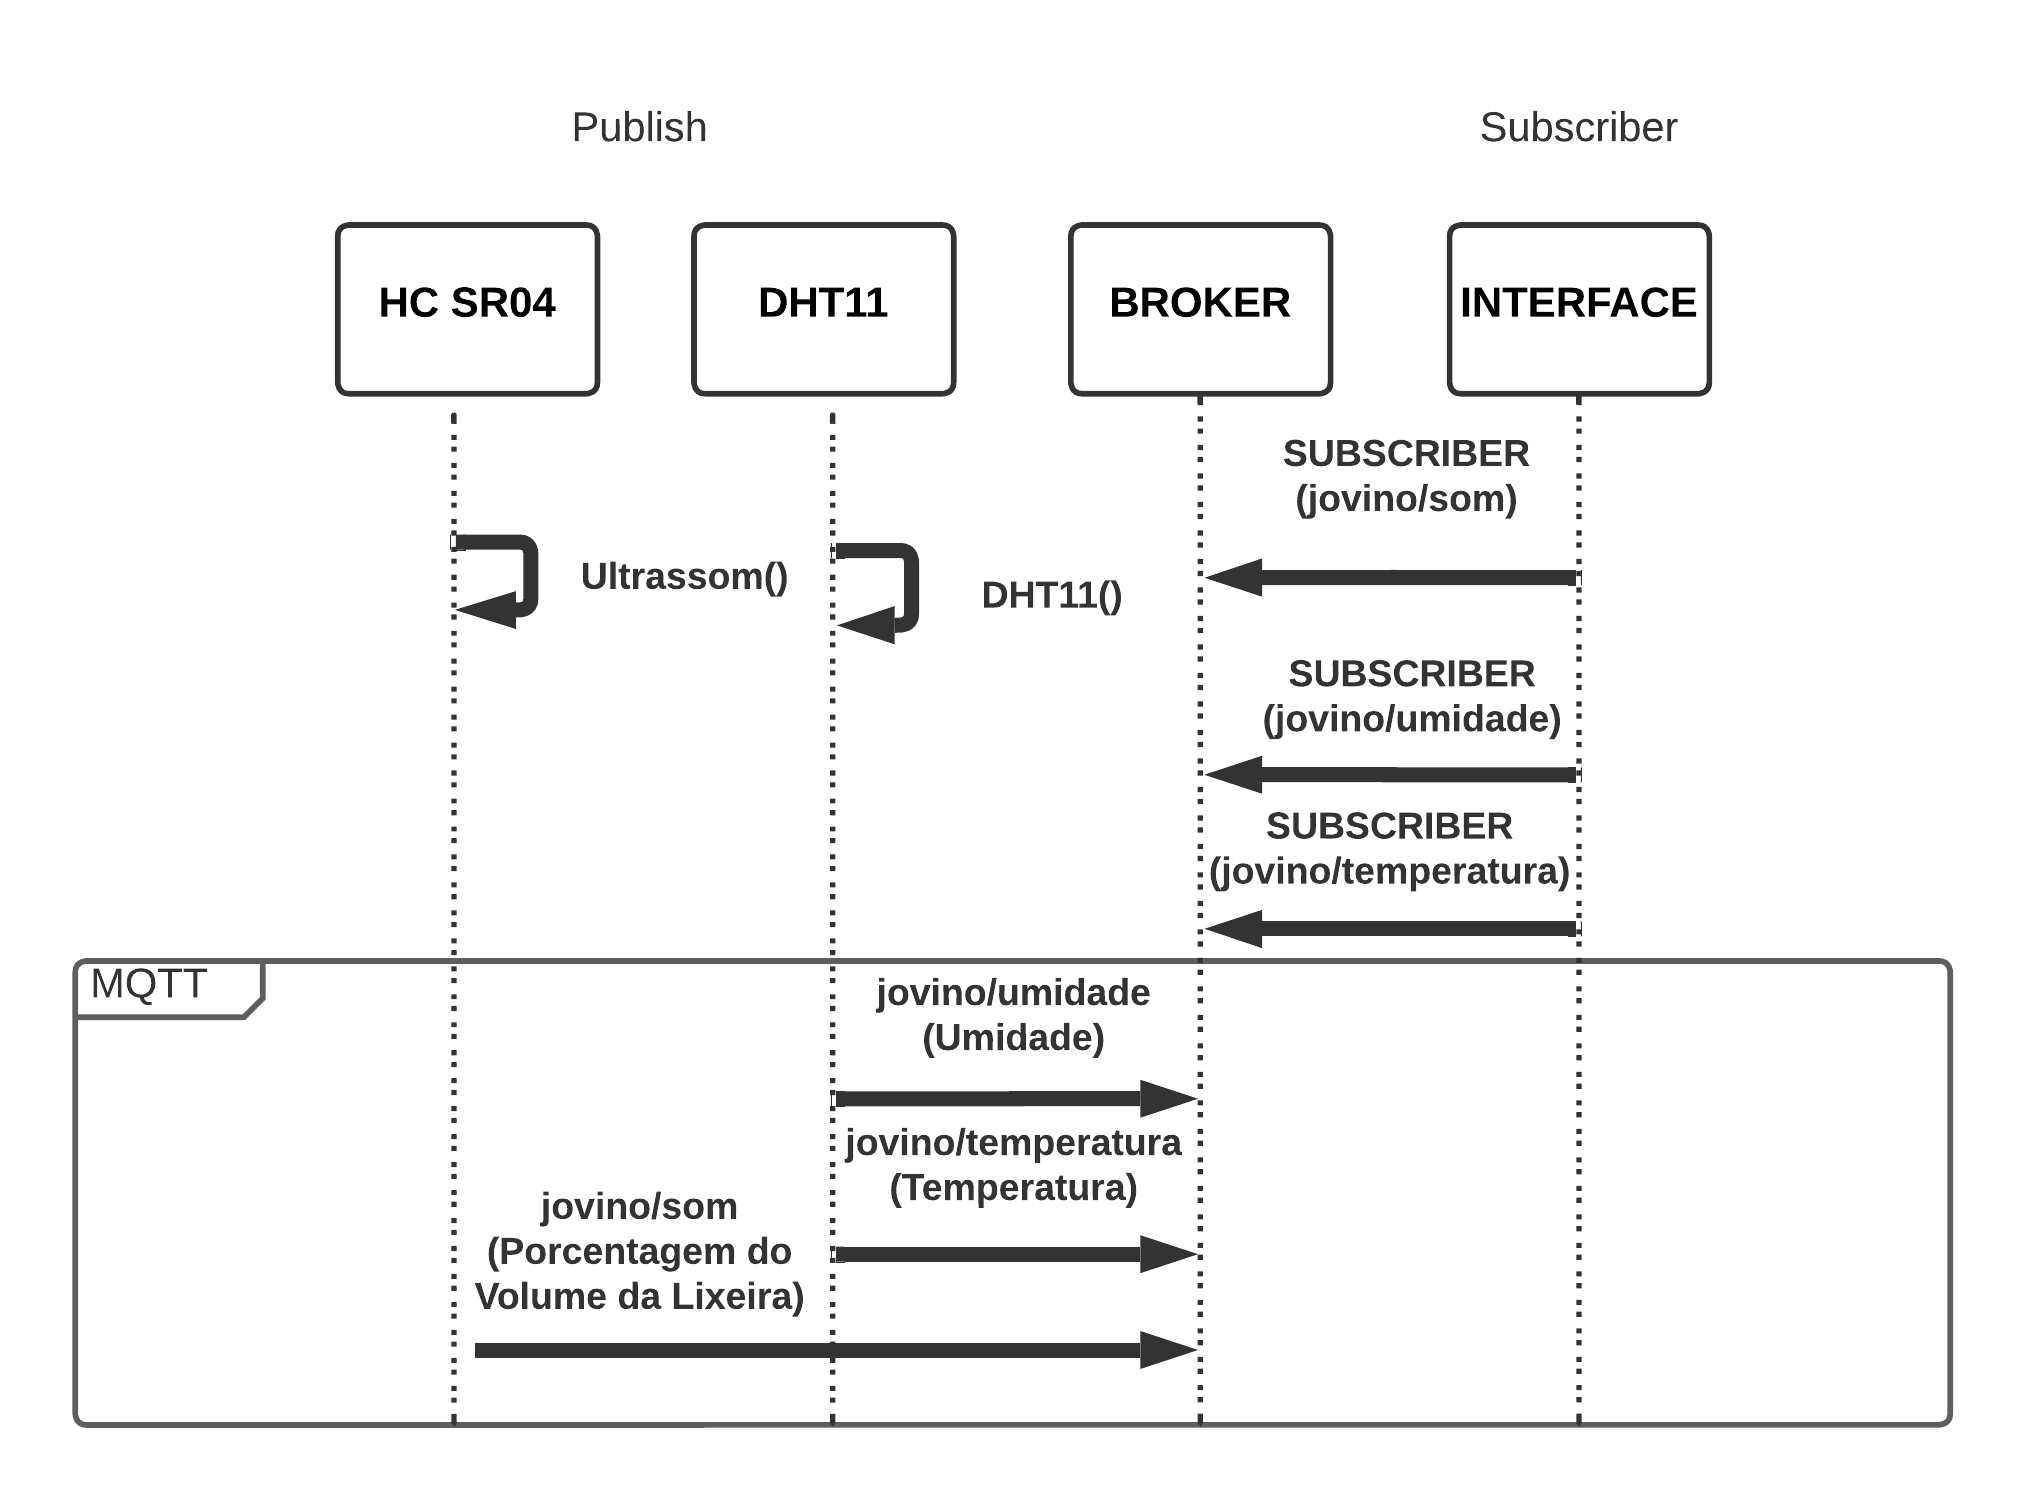 Publish
Subscriber
HC SR04
DHT11
BROKER
INTERFACE
SUBSCRIBER
(jovino/som)
Ultrassom()
DHT11()
SUBSCRIBER
(jovino/umidade)
SUBSCRIBER
(jovino/temperatura)
MQTT
jovino/umidade
(Umidade)
jovino/temperatura
(Temperatura)
jovino/som
(Porcentagem do
Volume da Lixeira)